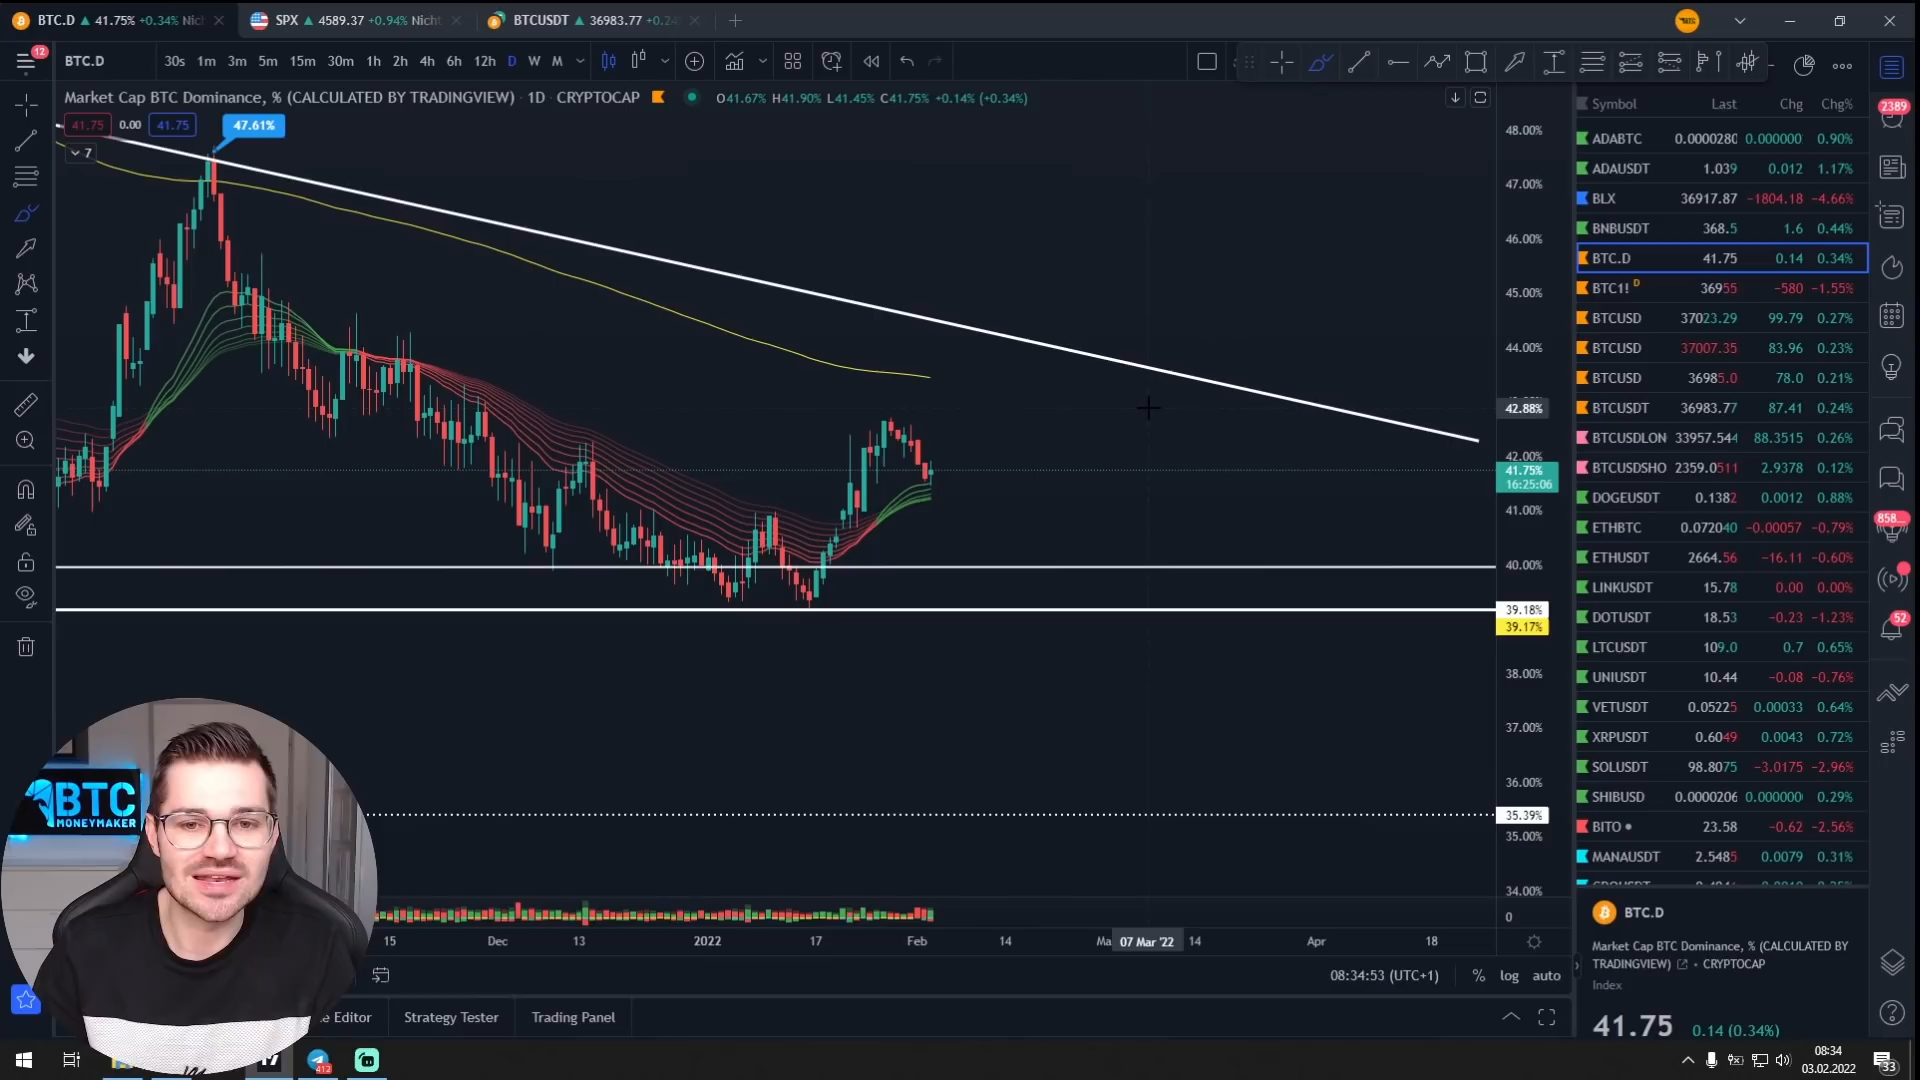 BTC.D ▲ 41.75% +0.34% Nich
SPX ▲ 4589.37 +0.94% Nicht
BTCUSDT ▲ 36983.77 +0.24
12
BTC.D
30s 1m 3m 5m 15m 30m 1h 2h 4h 6h 12h D W M
Market Cap BTC Dominance, % (CALCULATED BY TRADINGVIEW) · 1D · CRYPTOCAP
O41.67% H41.90% L41.45% C41.75% +0.14% (+0.34%)
41.75 0.00 41.75
47.61%
7
48.00%
47.00%
46.00%
45.00%
44.00%
42.88%
42.00%
41.75%
16:25:06
41.00%
40.00%
39.18%
39.17%
38.00%
37.00%
36.00%
35.39%
35.00%
34.00%
0
15 Dec 13 2022 17 Feb 14 Ma 07 Mar '22 14 Apr 18
08:34:53 (UTC+1) % log auto
e Editor Strategy Tester Trading Panel
BTC
MONEYMAKER
Symbol Last Chg Chg%
ADABTC 0.0000280 0.000000 0.90%
ADAUSDT 1.039 0.012 1.17%
BLX 36917.87 −1804.18 −4.66%
BNBUSDT 368.5 1.6 0.44%
BTC.D 41.75 0.14 0.34%
BTC1! D 36955 −580 −1.55%
BTCUSD 37023.29 99.79 0.27%
BTCUSD 37007.35 83.96 0.23%
BTCUSD 36985.0 78.0 0.21%
BTCUSDT 36983.77 87.41 0.24%
BTCUSDLON 33957.544 88.3515 0.26%
BTCUSDSHO 2359.0511 2.9378 0.12%
DOGEUSDT 0.1382 0.0012 0.88%
ETHBTC 0.072040 −0.00057 −0.79%
ETHUSDT 2664.56 −16.11 −0.60%
LINKUSDT 15.78 0.00 0.00%
DOTUSDT 18.53 −0.23 −1.23%
LTCUSDT 109.0 0.7 0.65%
UNIUSDT 10.44 −0.08 −0.76%
VETUSDT 0.05225 0.00033 0.64%
XRPUSDT 0.6049 0.0043 0.72%
SOLUSDT 98.8075 −3.0175 −2.96%
SHIBUSD 0.0000206 0.000000 0.29%
BITO 23.58 −0.62 −2.56%
MANAUSDT 2.5485 0.0079 0.31%
BTC.D
Market Cap BTC Dominance, % (CALCULATED BY
TRADINGVIEW) • CRYPTOCAP
Index
41.75 0.14 (0.34%)
2389
858...
52
412
08:34
03.02.2022
33